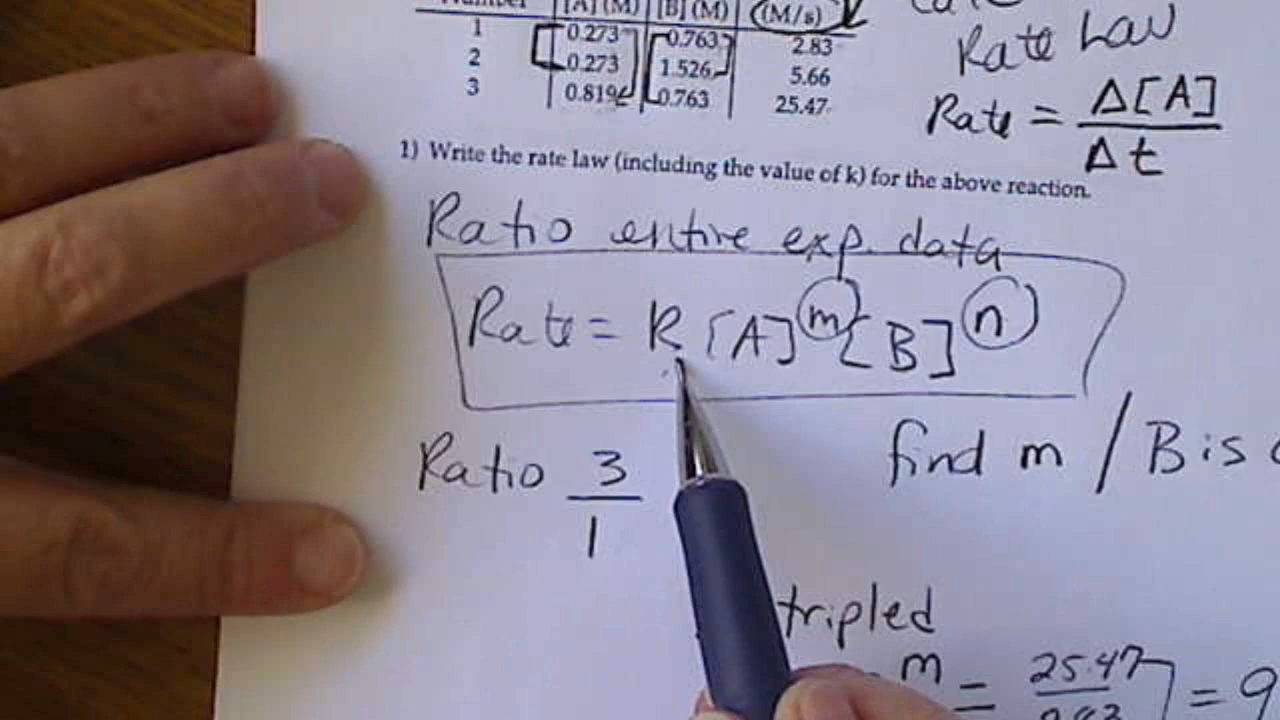 [A] (M) [B] (M) (M/s)
1 0.273 0.763 2.83
2 0.273 1.526 5.66
3 0.819 0.763 25.47
Rate Law
Rate = Δ[A]
Δt
1) Write the rate law (including the value of k) for the above reaction.
Ratio entire exp. data
Rate = K [A]^m [B]^n
Ratio 3
1
find m / B is
tripled
m = 25.47 = 9